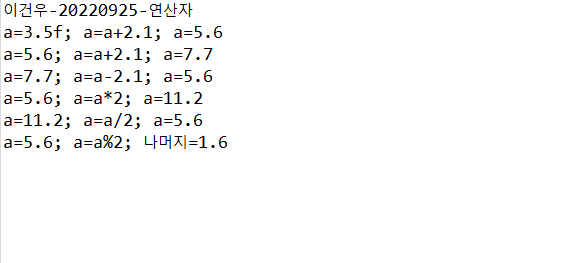 이건우-20220925-연산자
a=3.5f; a=a+2.1; a=5.6
a=5.6; a=a+2.1; a=7.7
a=7.7; a=a-2.1; a=5.6
a=5.6; a=a*2; a=11.2
a=11.2; a=a/2; a=5.6
a=5.6; a=a%2; 나머지=1.6